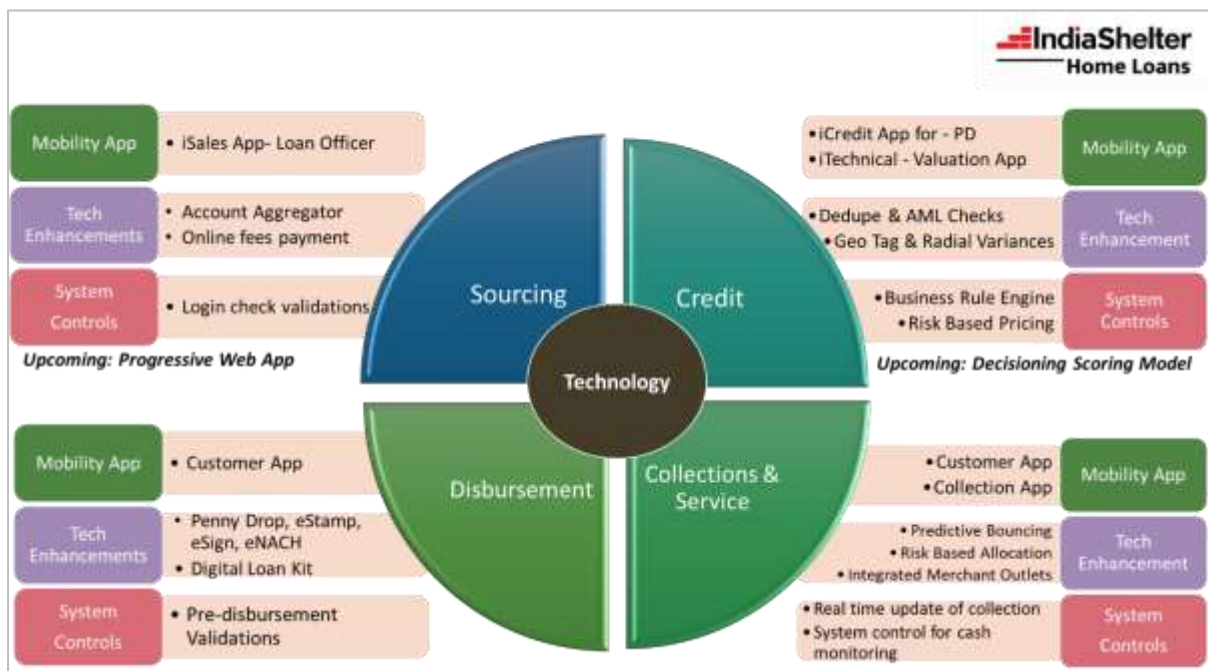 IndiaShelter
Home Loans
Mobility App
• iSales App- Loan Officer
Tech
Enhancements
• Account Aggregator
• Online fees payment
System
Controls
• Login check validations
Upcoming: Progressive Web App
Sourcing
Credit
•iCredit App for - PD
•iTechnical - Valuation App
Mobility App
•Dedupe & AML Checks
•Geo Tag & Radial Variances
Tech
Enhancement
•Business Rule Engine
•Risk Based Pricing
System
Controls
Upcoming: Decisioning Scoring Model
Technology
Mobility App
• Customer App
Tech
Enhancements
• Penny Drop, eStamp,
eSign, eNACH
• Digital Loan Kit
System
Controls
• Pre-disbursement
Validations
Disbursement
Collections &
Service
•Customer App
•Collection App
Mobility App
•Predictive Bouncing
•Risk Based Allocation
•Integrated Merchant Outlets
Tech
Enhancement
•Real time update of collection
•System control for cash
monitoring
System
Controls